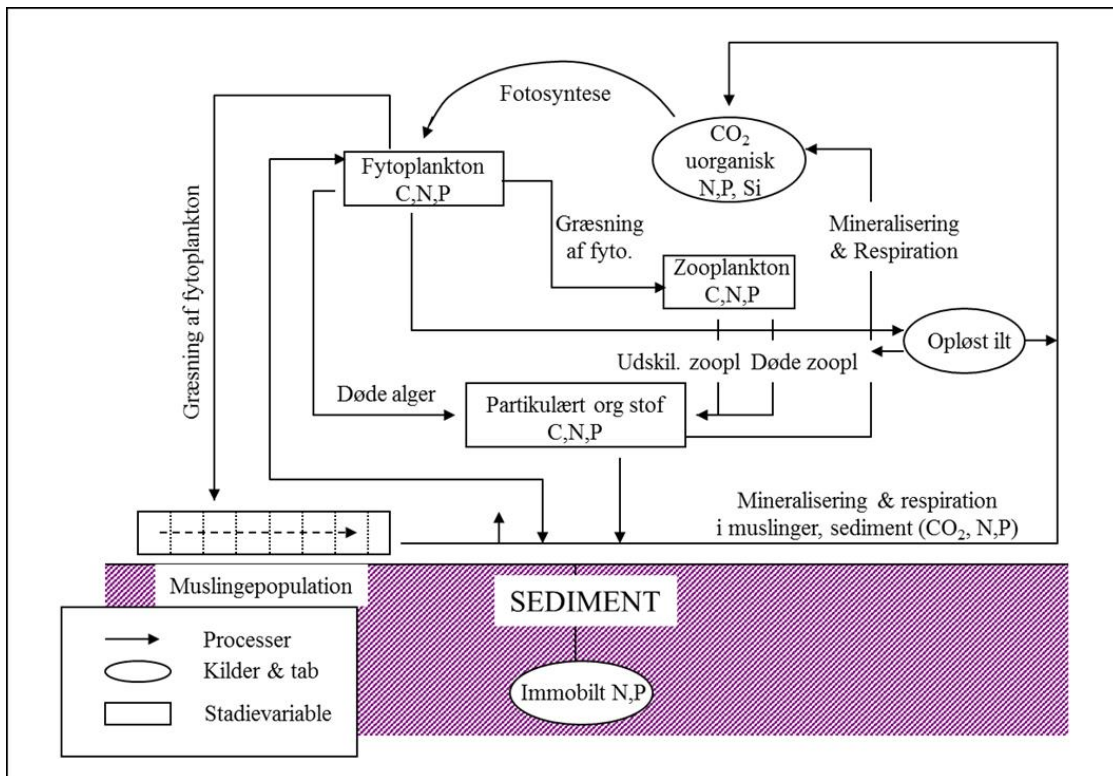 Fotosyntese
CO₂
uorganisk
N,P, Si
Fytoplankton
C,N,P
Græsning af fytoplankton
Græsning
af fyto.
Mineralisering
& Respiration
Zooplankton
C,N,P
Opløst ilt
Udskil. zoopl Døde zoopl
Døde alger
Partikulært org stof
C,N,P
Mineralisering & respiration
i muslinger, sediment (CO₂, N,P)
Muslingepopulation
SEDIMENT
Processer
Kilder & tab
Stadievariable
Immobilt N,P